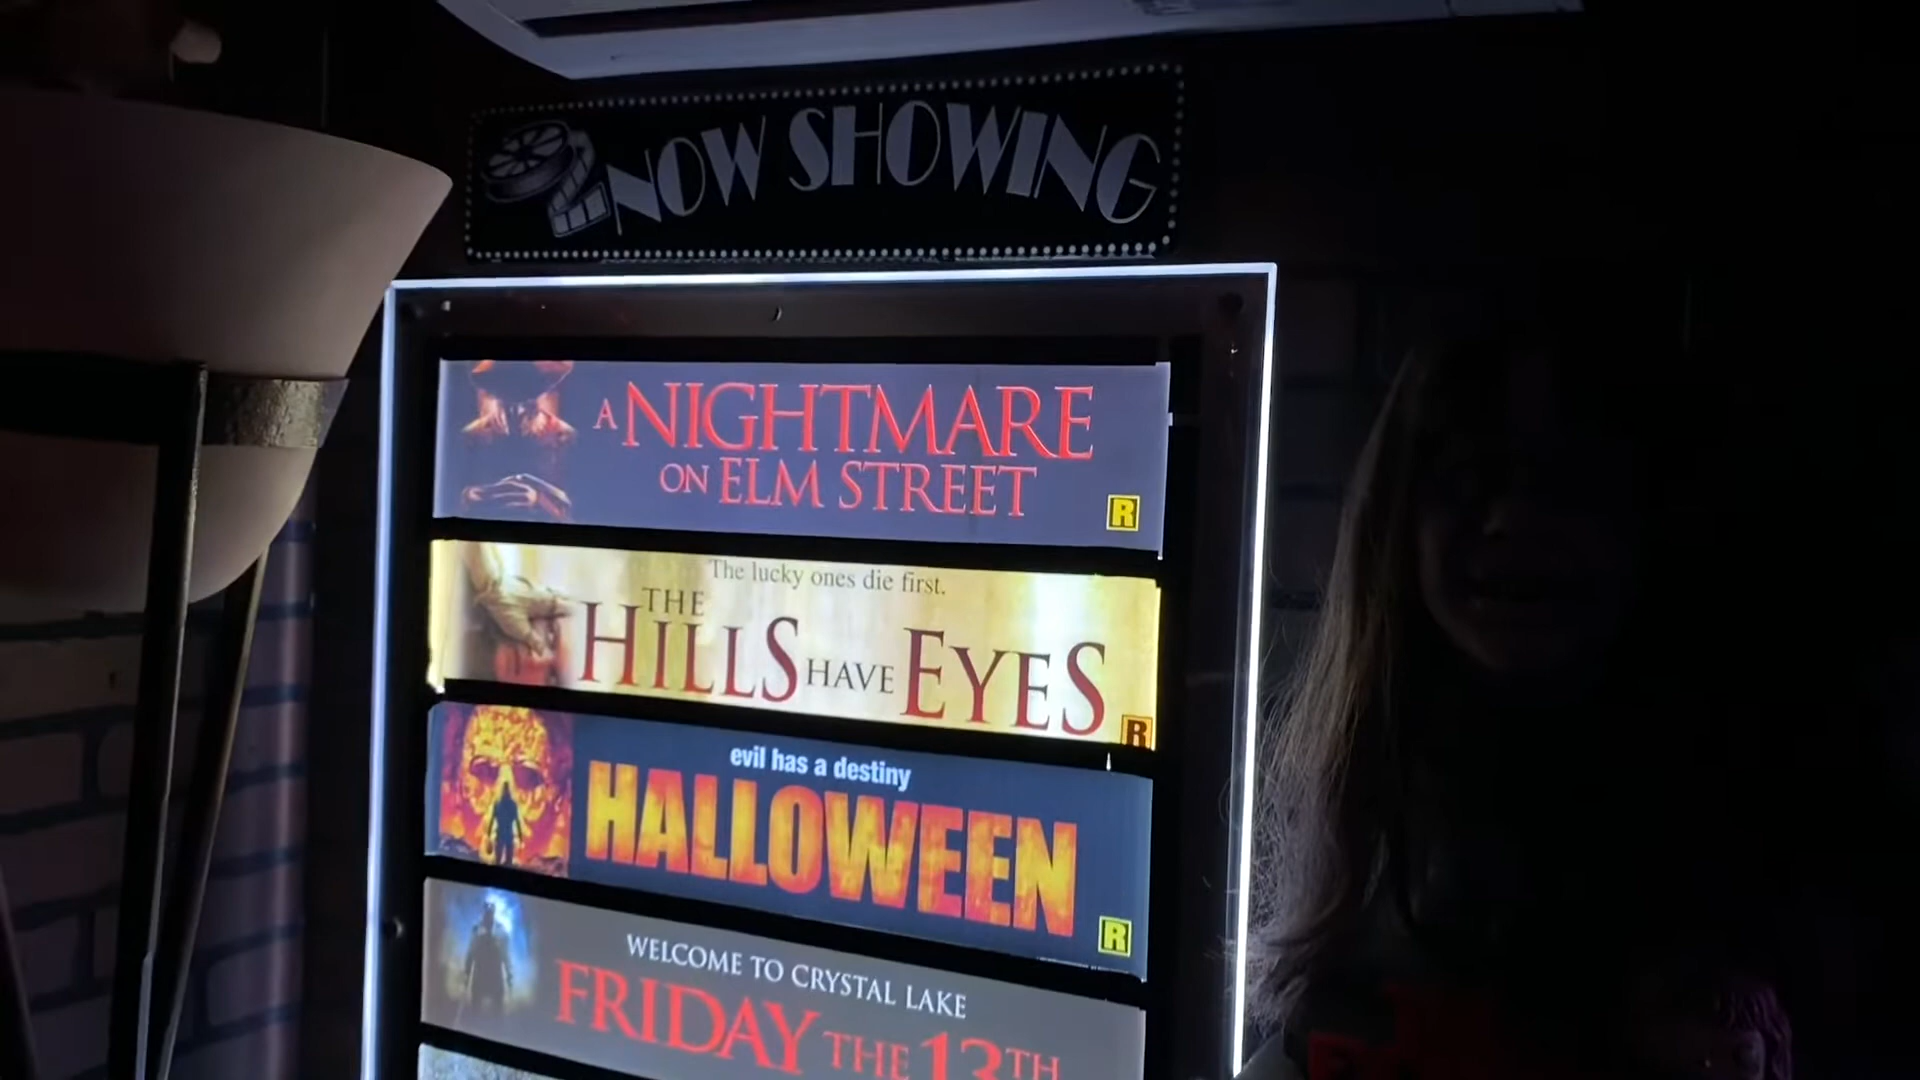 NOW SHOWING
A NIGHTMARE
ON ELM STREET
R
The lucky ones die first.
THE
HILLS HAVE EYES
R
evil has a destiny
HALLOWEEN
R
WELCOME TO CRYSTAL LAKE
FRIDAY THE 13TH